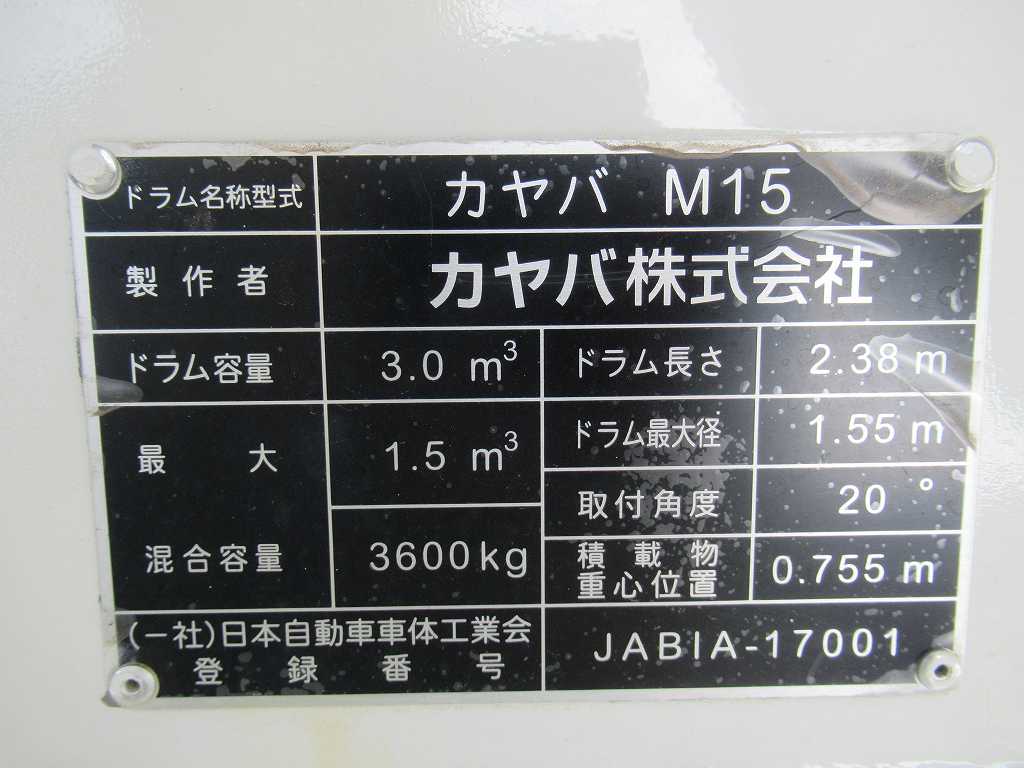 ドラム名称型式 カヤバ M15
製作者 カヤバ株式会社
ドラム容量 3.0 m³ ドラム長さ 2.38 m
最大 1.5 m³ ドラム最大径 1.55 m
取付角度 20 °
混合容量 3600kg 積載物 0.755 m
重心位置
(一社)日本自動車車体工業会 JABIA-17001
登録番号